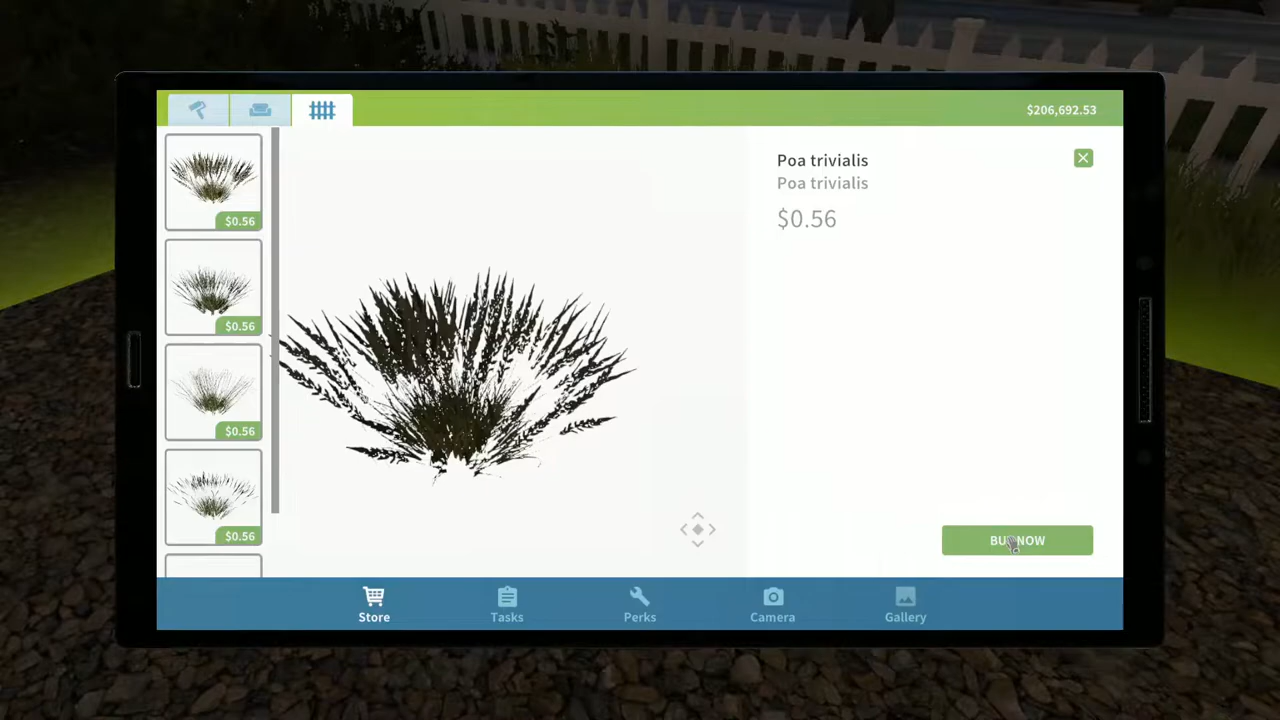 $206,692.53
$0.56
$0.56
$0.56
$0.56
Poa trivialis
Poa trivialis
$0.56
BUY NOW
Store
Tasks
Perks
Camera
Gallery